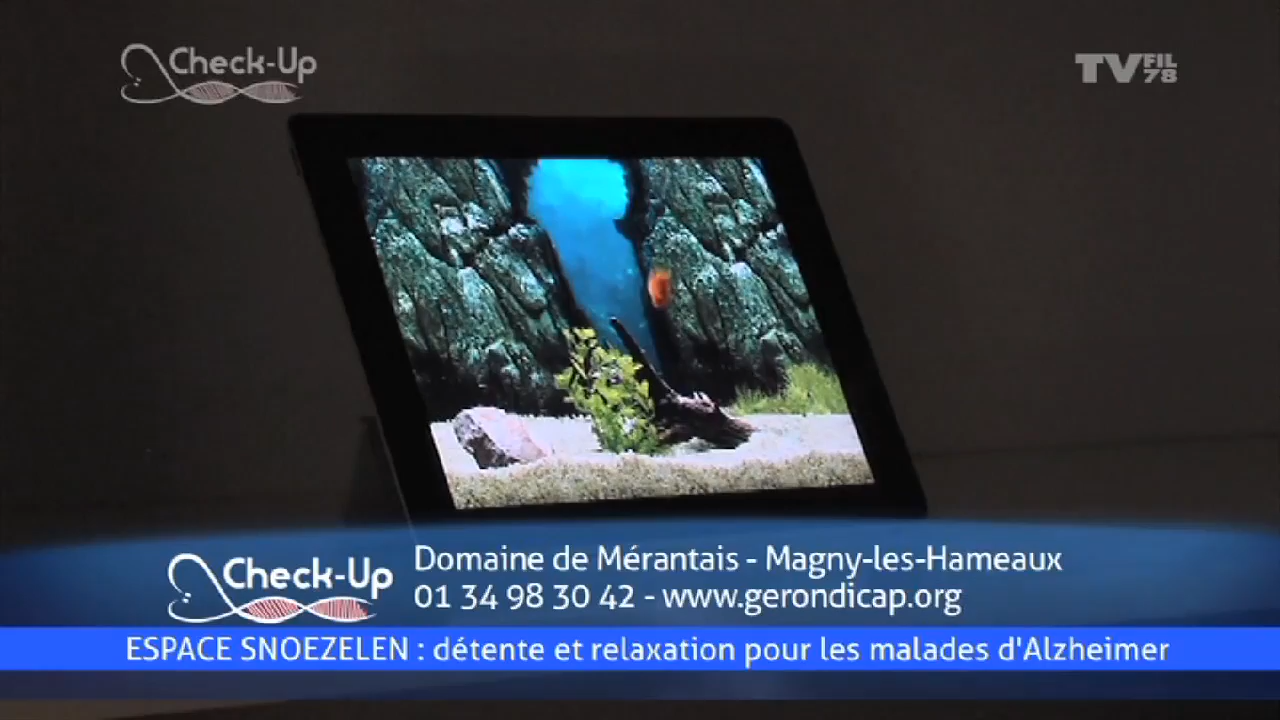 Check-Up
TV FIL 78
Check-Up
Domaine de Mérantais - Magny-les-Hameaux
01 34 98 30 42 - www.gerondicap.org
ESPACE SNOEZELEN : détente et relaxation pour les malades d'Alzheimer